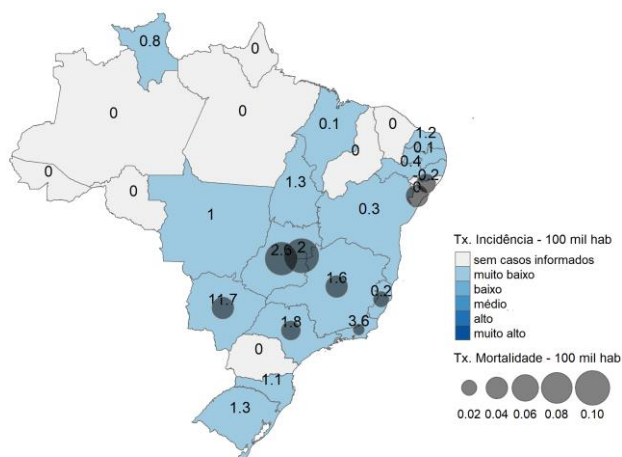 0.8
0
0
0
0.1
0
0
1.2
0.1
0.4
-0.2
0
0
0
1.3
1
0.3
2
1.6
0.2
11.7
1.8
3.6
0
1.1
1.3
Tx. Incidência - 100 mil hab
sem casos informados
muito baixo
baixo
médio
alto
muito alto
Tx. Mortalidade - 100 mil hab
0.02 0.04 0.06 0.08 0.10